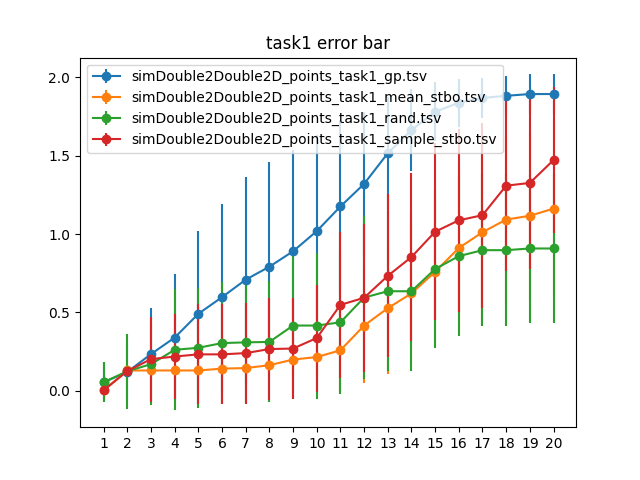 task1 error bar
simDouble2Double2D_points_task1_gp.tsv
simDouble2Double2D_points_task1_mean_stbo.tsv
simDouble2Double2D_points_task1_rand.tsv
simDouble2Double2D_points_task1_sample_stbo.tsv
2.0
1.5
1.0
0.5
0.0
1 2 3 4 5 6 7 8 9 10 11 12 13 14 15 16 17 18 19 20